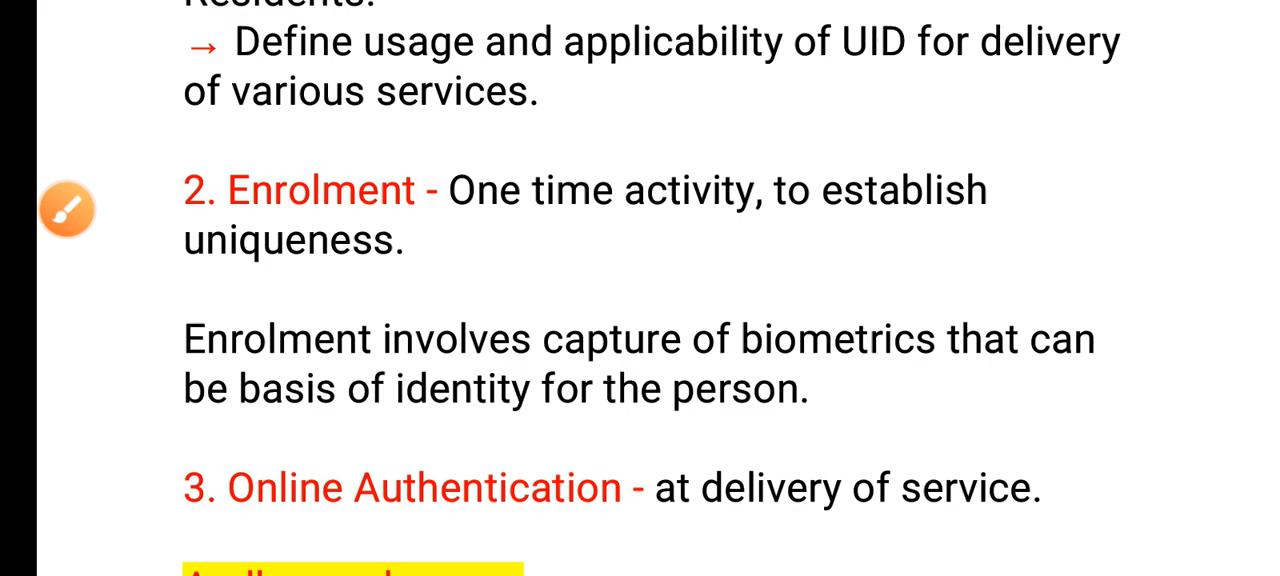 Residents.
→ Define usage and applicability of UID for delivery
of various services.
2. Enrolment - One time activity, to establish
uniqueness.
Enrolment involves capture of biometrics that can
be basis of identity for the person.
3. Online Authentication - at delivery of service.